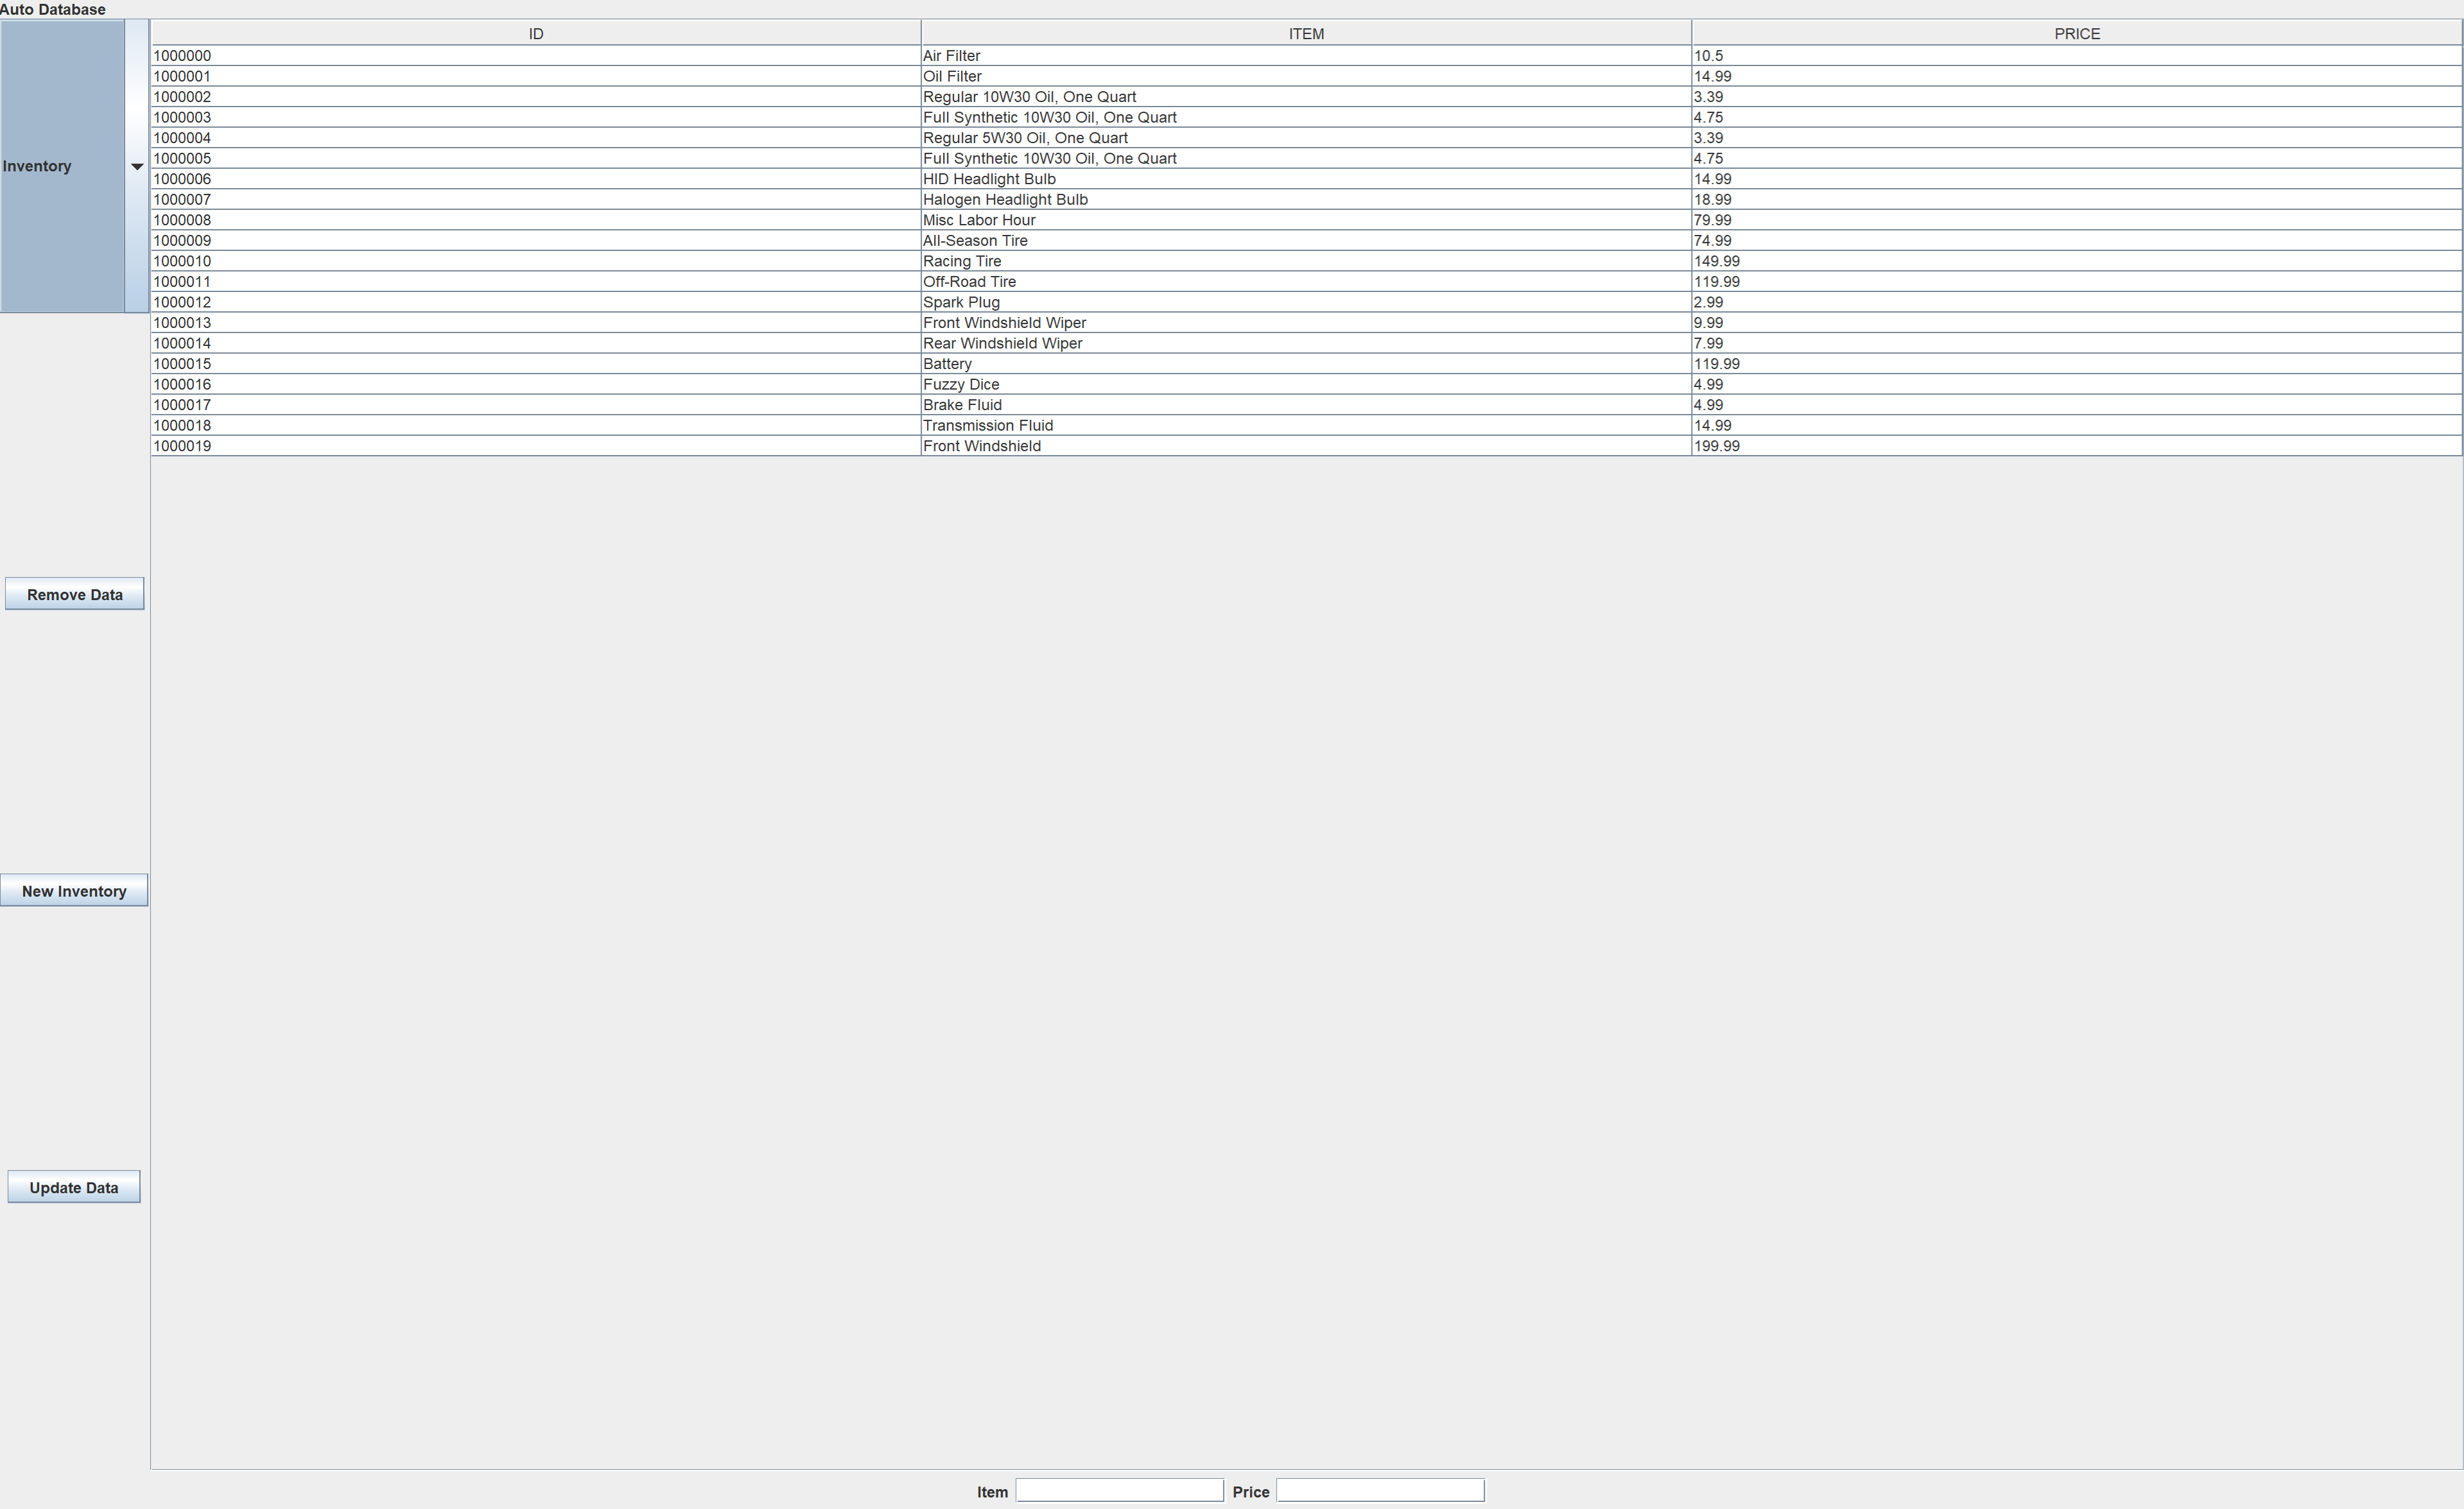 Auto Database
Inventory
Remove Data
New Inventory
Update Data
ID ITEM PRICE
1000000 Air Filter 10.5
1000001 Oil Filter 14.99
1000002 Regular 10W30 Oil, One Quart 3.39
1000003 Full Synthetic 10W30 Oil, One Quart 4.75
1000004 Regular 5W30 Oil, One Quart 3.39
1000005 Full Synthetic 10W30 Oil, One Quart 4.75
1000006 HID Headlight Bulb 14.99
1000007 Halogen Headlight Bulb 18.99
1000008 Misc Labor Hour 79.99
1000009 All-Season Tire 74.99
1000010 Racing Tire 149.99
1000011 Off-Road Tire 119.99
1000012 Spark Plug 2.99
1000013 Front Windshield Wiper 9.99
1000014 Rear Windshield Wiper 7.99
1000015 Battery 119.99
1000016 Fuzzy Dice 4.99
1000017 Brake Fluid 4.99
1000018 Transmission Fluid 14.99
1000019 Front Windshield 199.99
Item Price